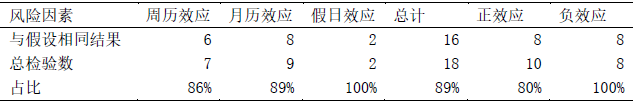 风险因素 周历效应 月历效应 假日效应 总计 正效应 负效应
与假设相同结果 6 8 2 16 8 8
总检验数 7 9 2 18 10 8
占比 86% 89% 100% 89% 80% 100%